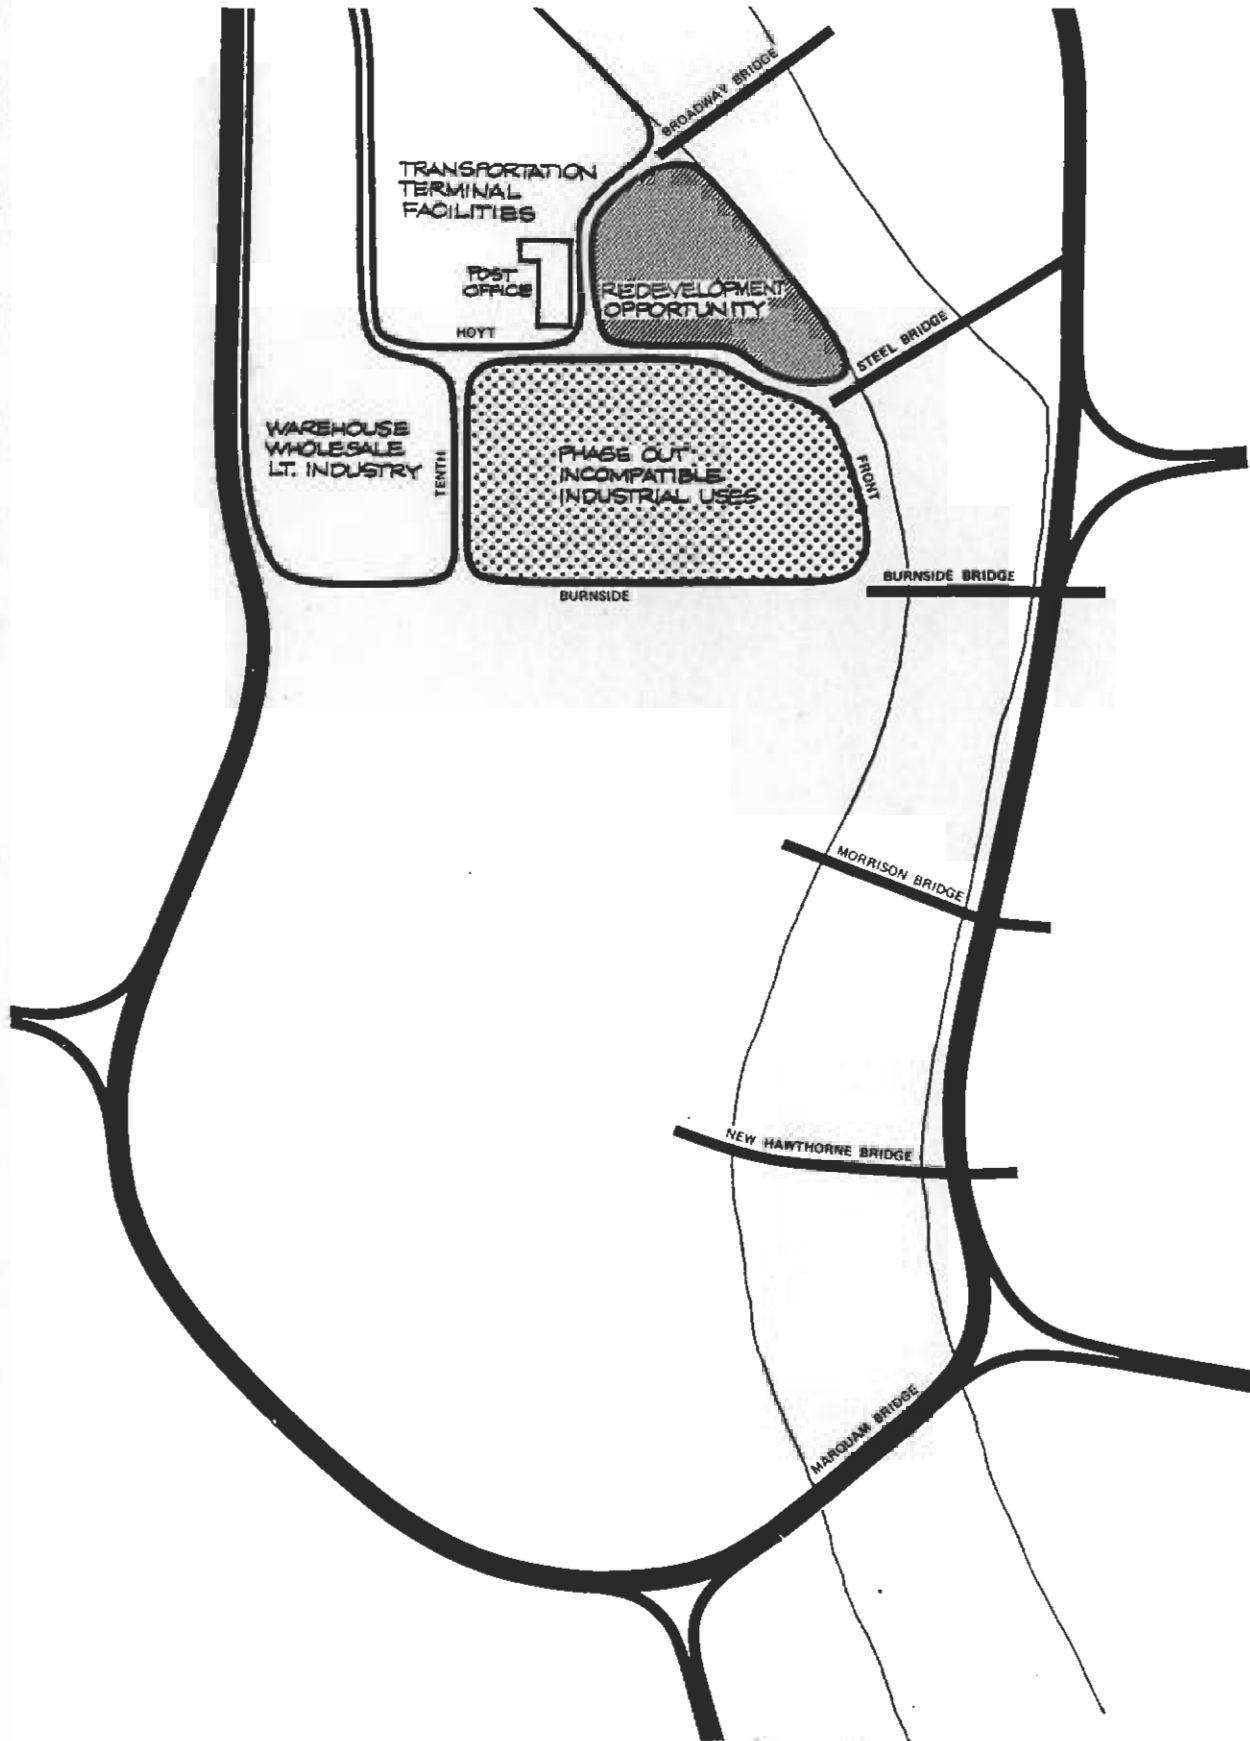 BROADWAY BRIDGE
TRANSPORTATION
TERMINAL
FACILITIES
POST
OFFICE
REDEVELOPMENT
OPPORTUNITY
HOYT
STEEL BRIDGE
WAREHOUSE
WHOLESALE
LT. INDUSTRY
TENTH
PHASE OUT
INCOMPATIBLE
INDUSTRIAL USES
FRONT
BURNSIDE BRIDGE
BURNSIDE
MORRISON BRIDGE
NEW HAWTHORNE BRIDGE
MARQUAM BRIDGE